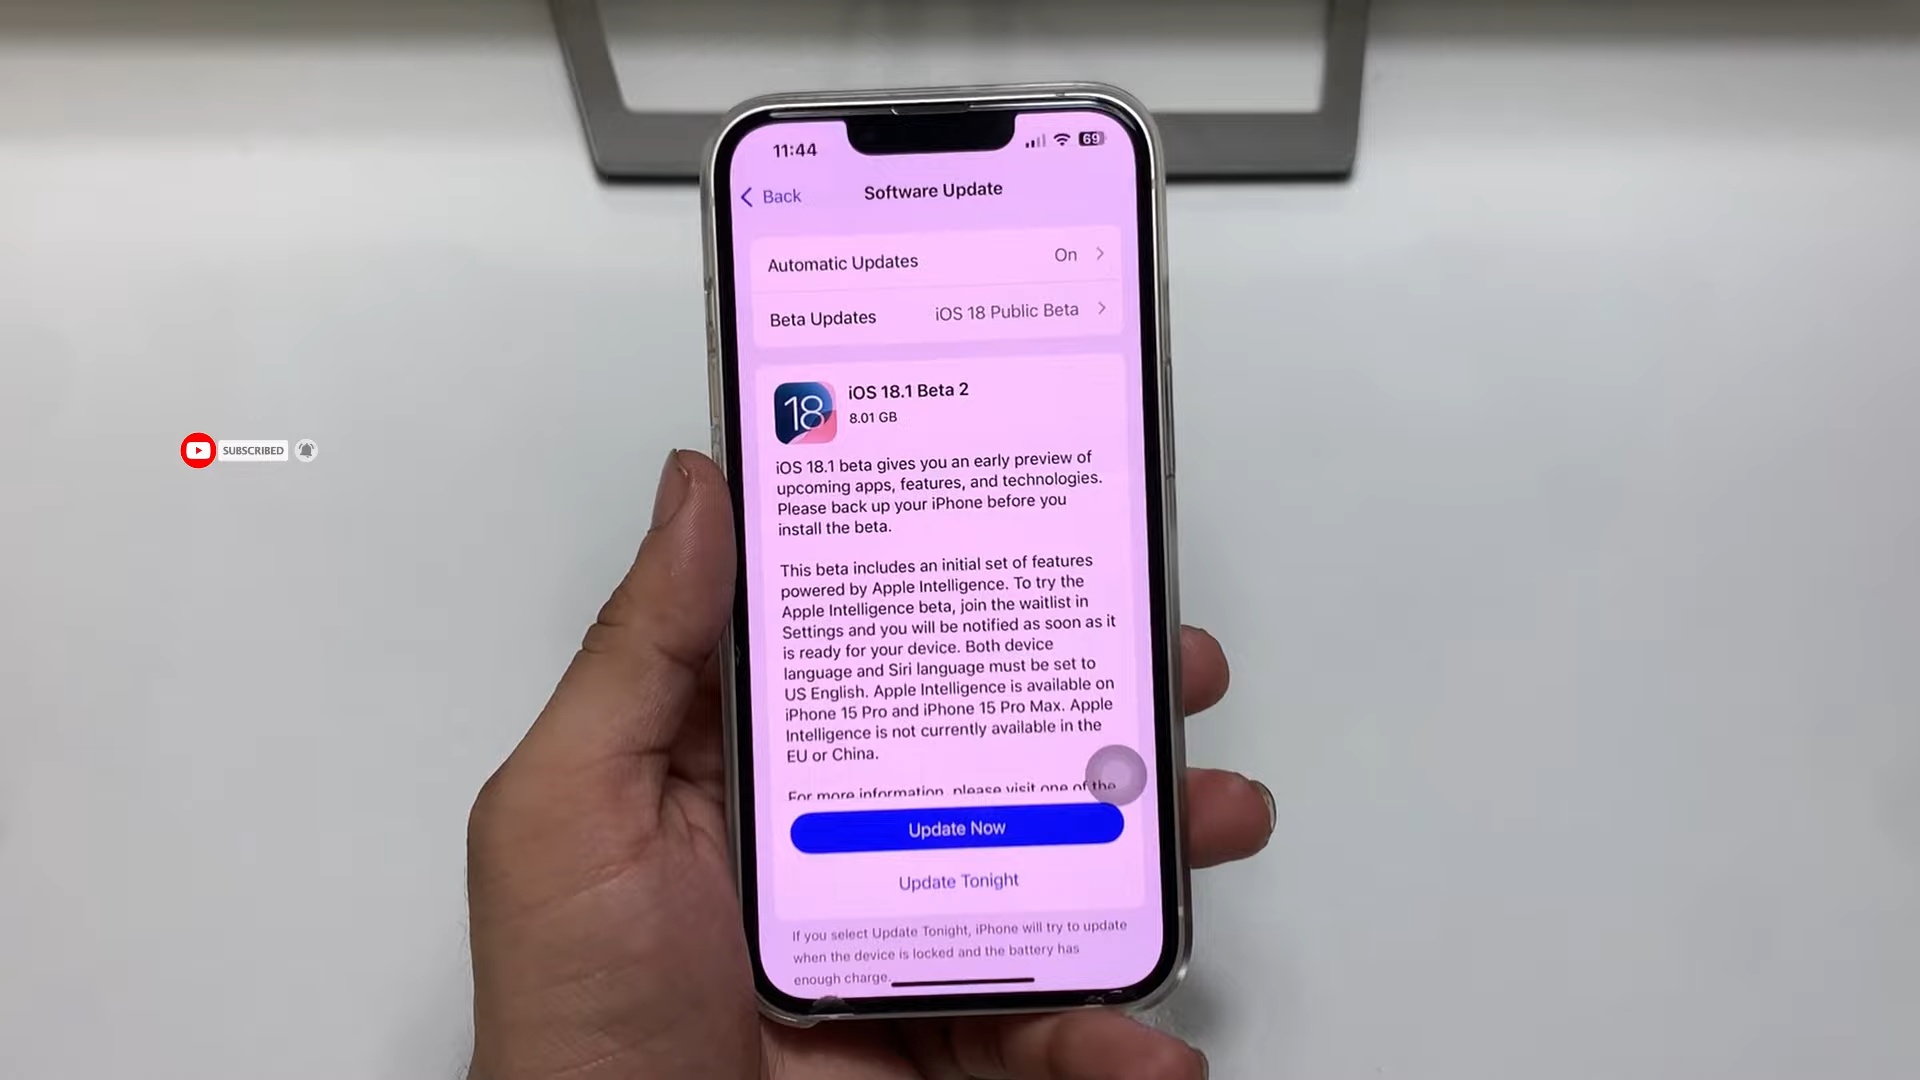 11:44
69
Back
Software Update
Automatic Updates On
Beta Updates iOS 18 Public Beta
18
iOS 18.1 Beta 2
8.01 GB
iOS 18.1 beta gives you an early preview of
upcoming apps, features, and technologies.
Please back up your iPhone before you
install the beta.
This beta includes an initial set of features
powered by Apple Intelligence. To try the
Apple Intelligence beta, join the waitlist in
Settings and you will be notified as soon as it
is ready for your device. Both device
language and Siri language must be set to
US English. Apple Intelligence is available on
iPhone 15 Pro and iPhone 15 Pro Max. Apple
Intelligence is not currently available in the
EU or China.
For more information, please visit one of the
Update Now
Update Tonight
If you select Update Tonight, iPhone will try to update
when the device is locked and the battery has
enough charge.
SUBSCRIBED